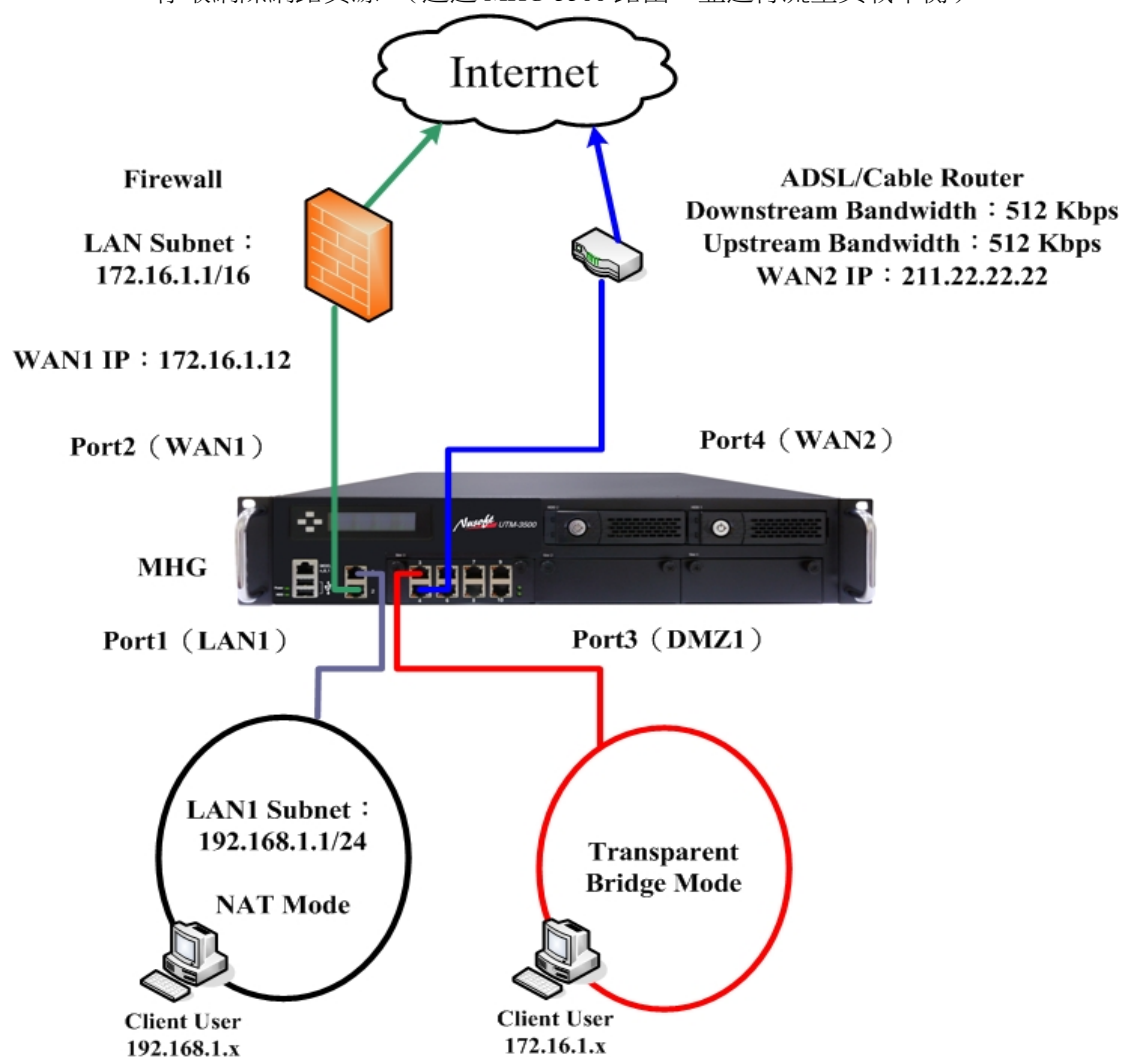 Internet
Firewall
LAN Subnet：
172.16.1.1/16
ADSL/Cable Router
Downstream Bandwidth：512 Kbps
Upstream Bandwidth：512 Kbps
WAN2 IP：211.22.22.22
WAN1 IP：172.16.1.12
Port2（WAN1）
Port4（WAN2）
Nusoft UTM-3500
MHG
Port1（LAN1）
Port3（DMZ1）
LAN1 Subnet：
192.168.1.1/24
NAT Mode
Transparent
Bridge Mode
Client User
192.168.1.x
Client User
172.16.1.x